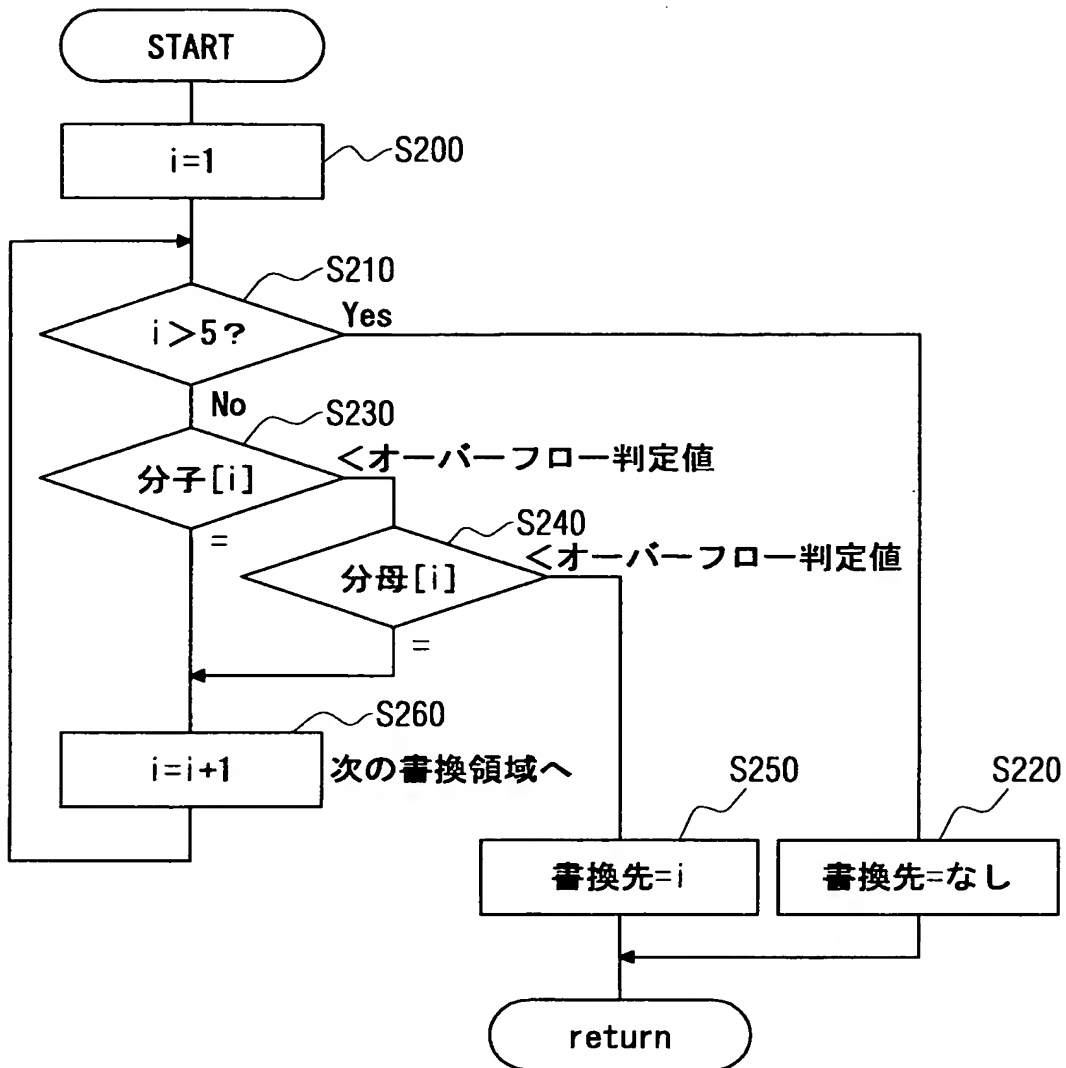 START
i=1
S200
S210
i>5?
Yes
No
S230
分子[i]
<オーバーフロー判定値
=
S240
分母[i]
<オーバーフロー判定値
=
S260
i=i+1
次の書換領域へ
S250
S220
書換先=i
書換先=なし
return